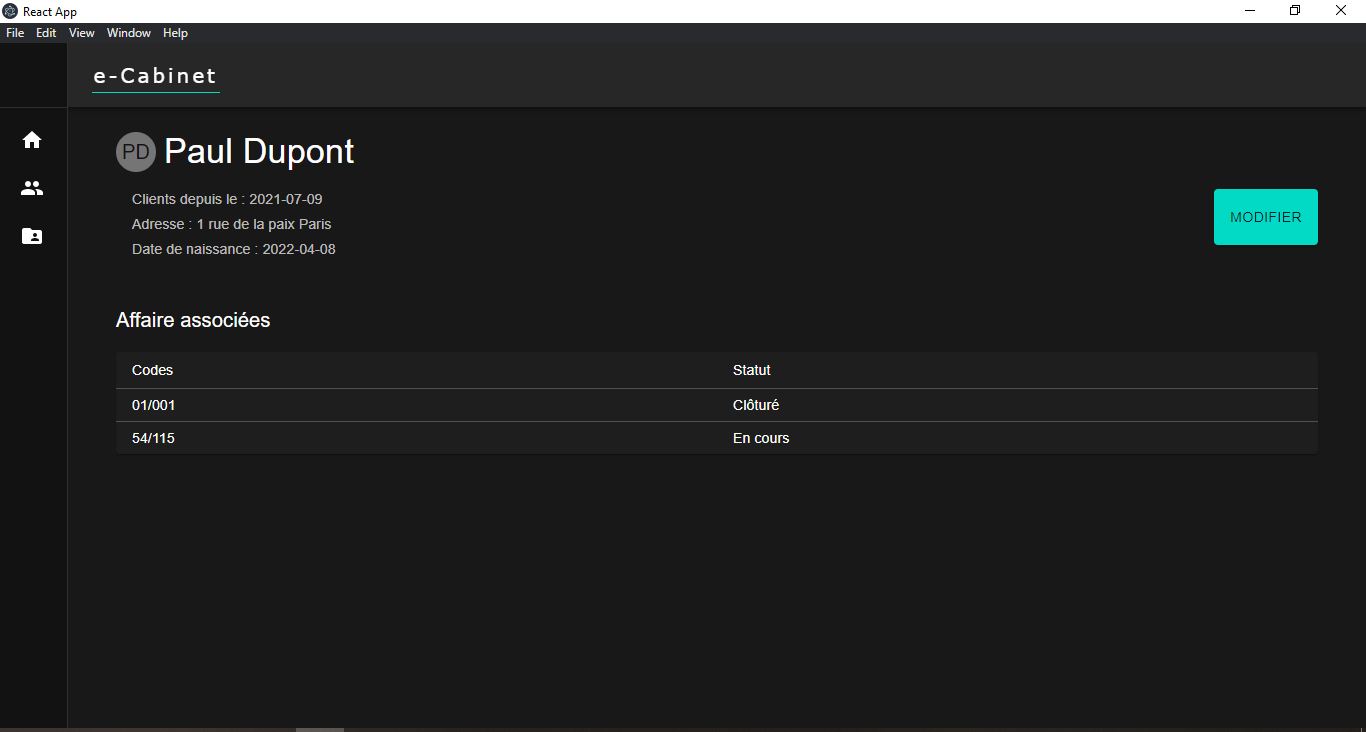 React App
File Edit View Window Help
e-Cabinet
PD Paul Dupont
Clients depuis le : 2021-07-09
Adresse : 1 rue de la paix Paris
Date de naissance : 2022-04-08
MODIFIER
Affaire associées
Codes Statut
01/001 Clôturé
54/115 En cours